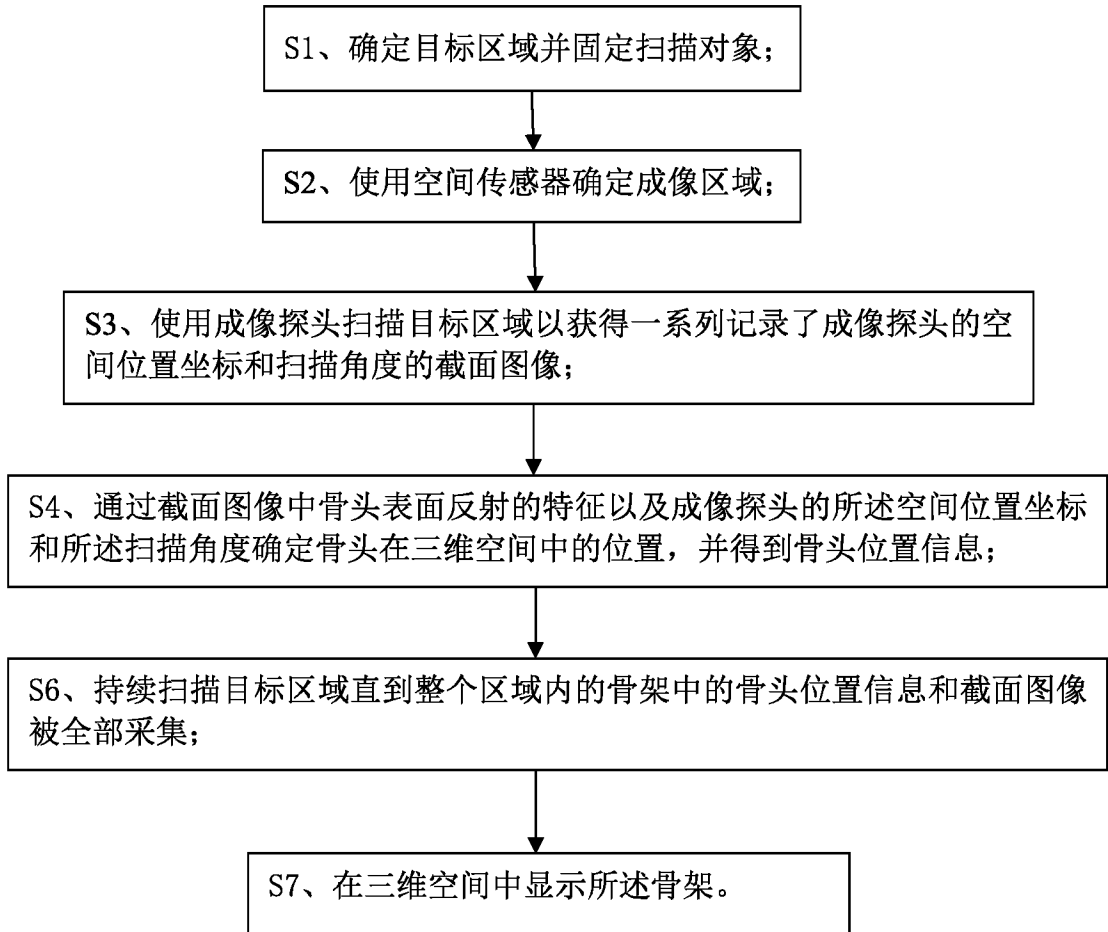 S1、确定目标区域并固定扫描对象；
S2、使用空间传感器确定成像区域；
S3、使用成像探头扫描目标区域以获得一系列记录了成像探头的空
间位置坐标和扫描角度的截面图像；
S4、通过截面图像中骨头表面反射的特征以及成像探头的所述空间位置坐标
和所述扫描角度确定骨头在三维空间中的位置，并得到骨头位置信息；
S6、持续扫描目标区域直到整个区域内的骨架中的骨头位置信息和截面图像
被全部采集；
S7、在三维空间中显示所述骨架。